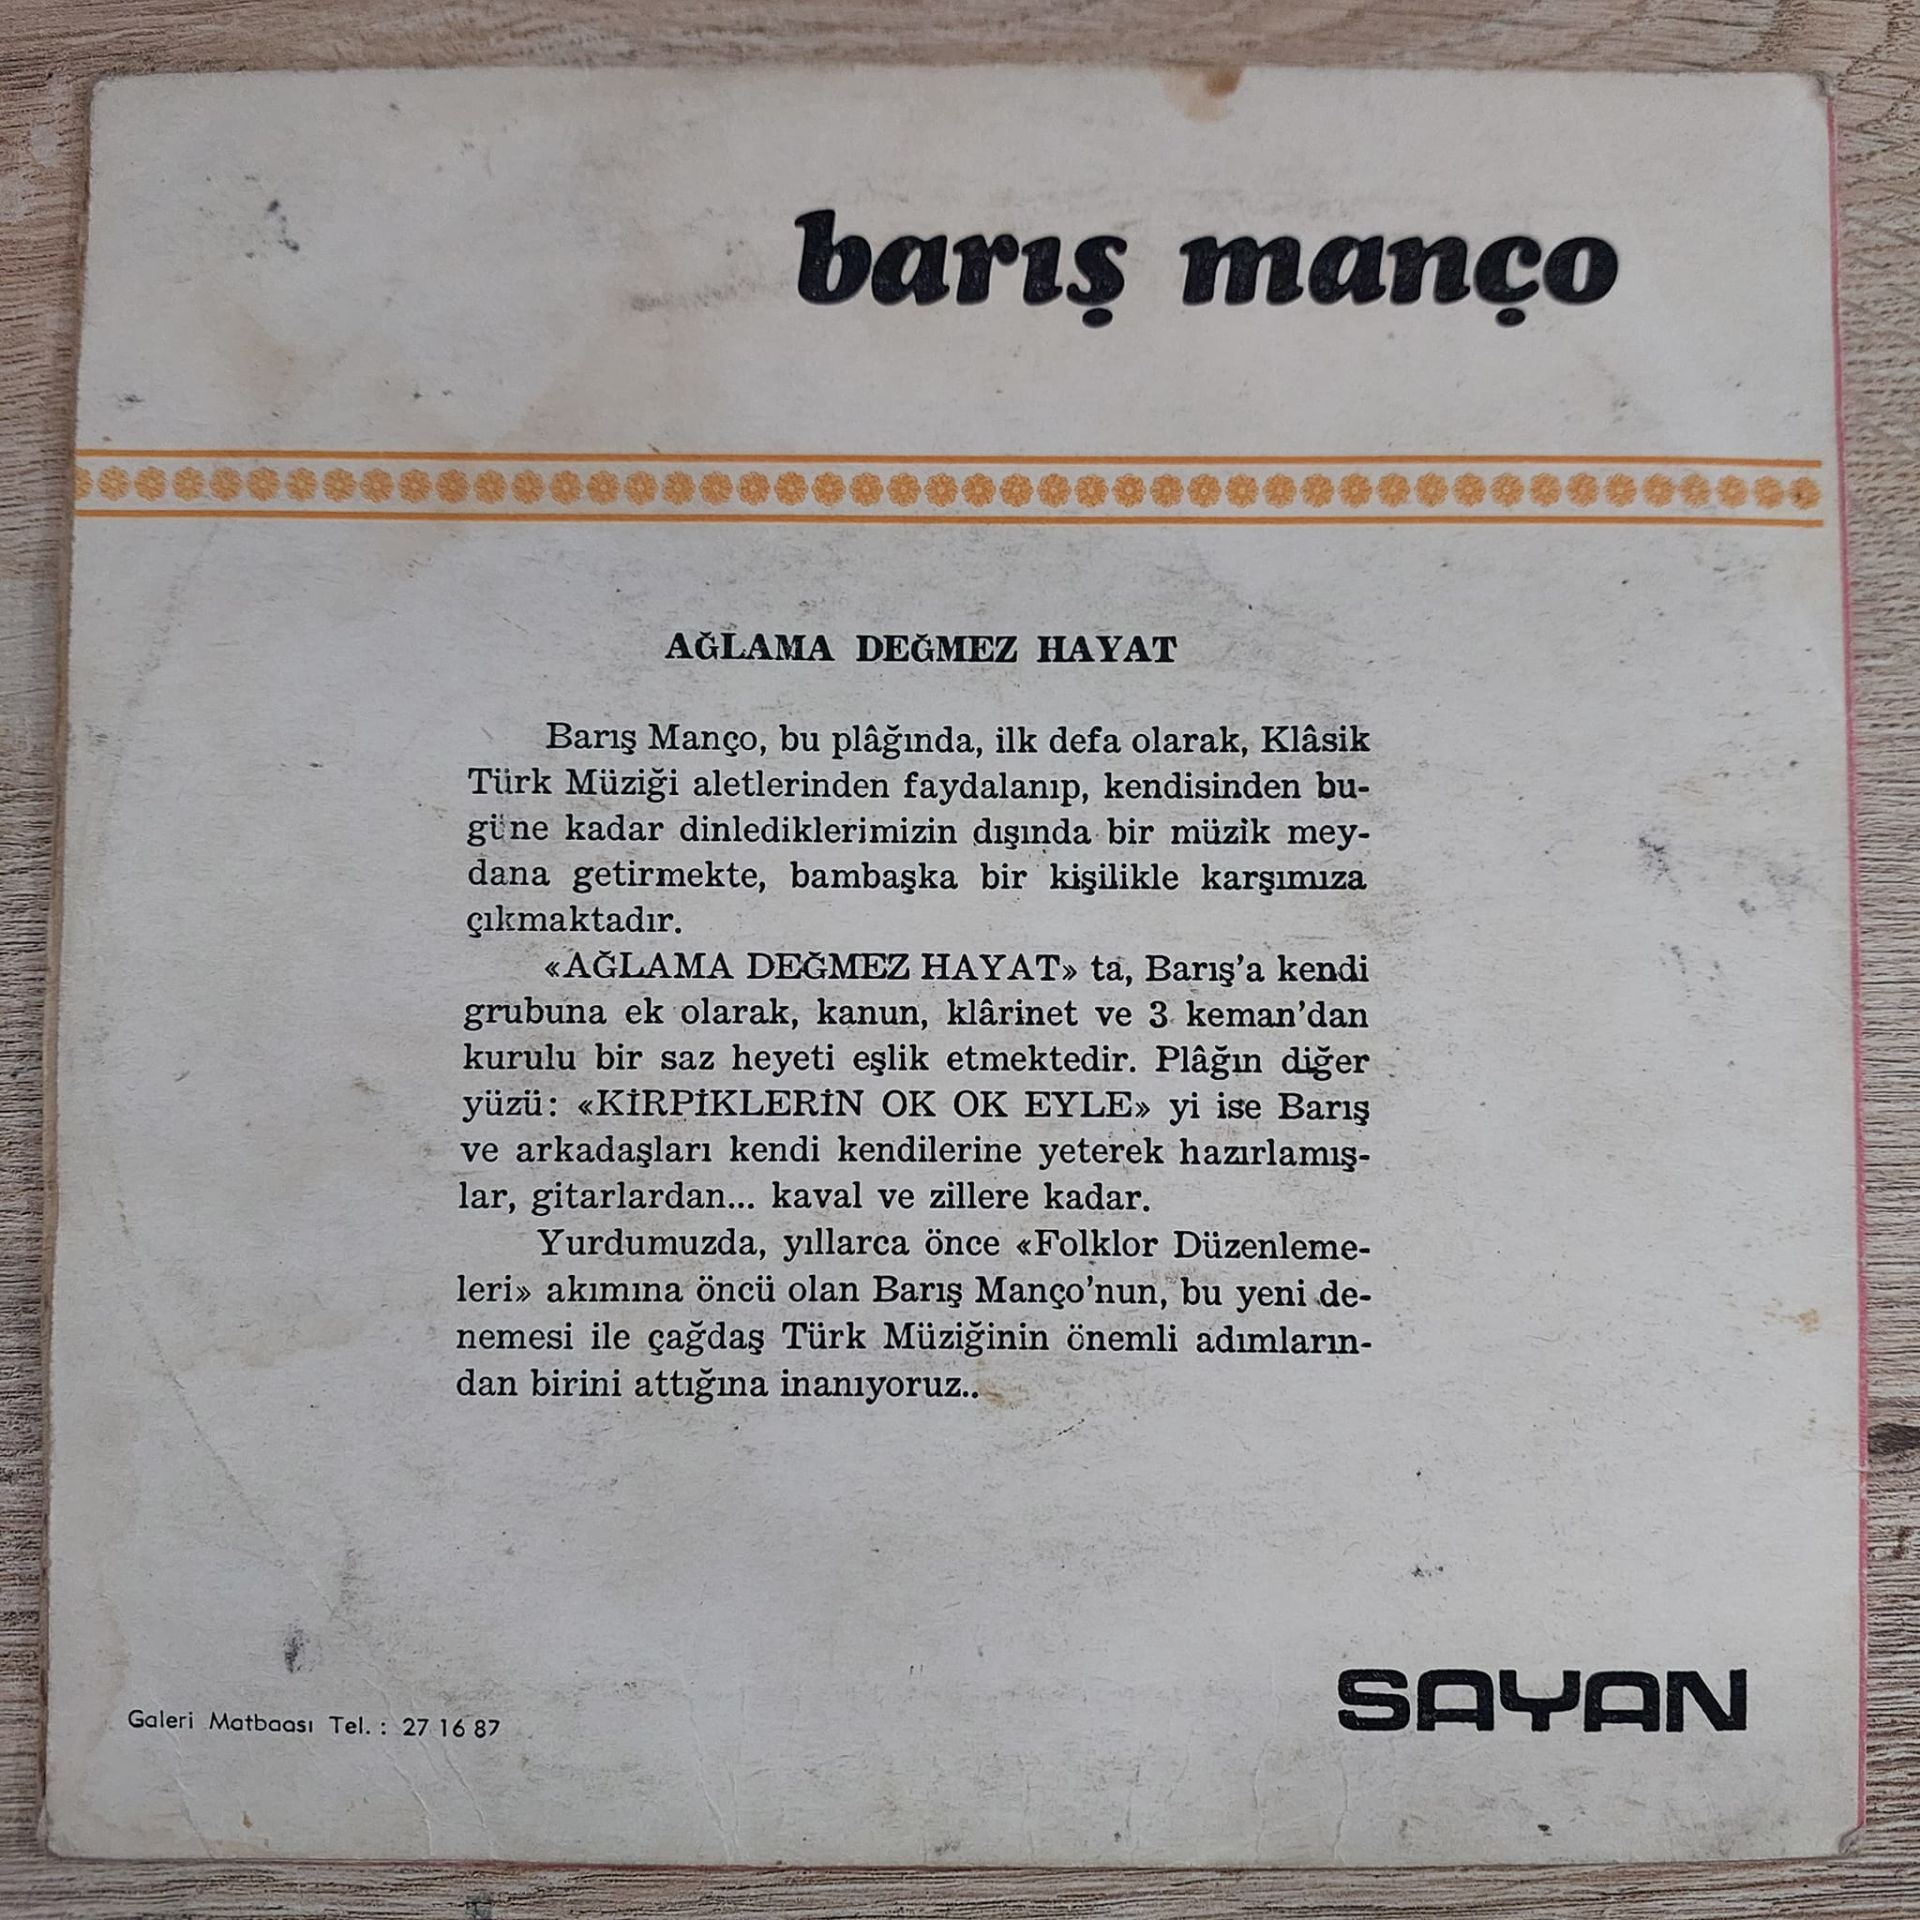 barış manço
AĞLAMA DEĞMEZ HAYAT
Barış Manço, bu plâğında, ilk defa olarak, Klâsik
Türk Müziği aletlerinden faydalanıp, kendisinden bu-
güne kadar dinlediklerimizin dışında bir müzik mey-
dana getirmekte, bambaşka bir kişilikle karşımıza
çıkmaktadır.
«AĞLAMA DEĞMEZ HAYAT» ta, Barış'a kendi
grubuna ek olarak, kanun, klârinet ve 3 keman'dan
kurulu bir saz heyeti eşlik etmektedir. Plâğın diğer
yüzü: «KİRPİKLERİN OK OK EYLE» yi ise Barış
ve arkadaşları kendi kendilerine yeterek hazırlamış-
lar, gitarlardan... kaval ve zillere kadar.
Yurdumuzda, yıllarca önce «Folklor Düzenleme-
leri» akımına öncü olan Barış Manço'nun, bu yeni de-
nemesi ile çağdaş Türk Müziğinin önemli adımların-
dan birini attığına inanıyoruz..
SAYAN
Galeri Matbaası Tel. : 27 16 87